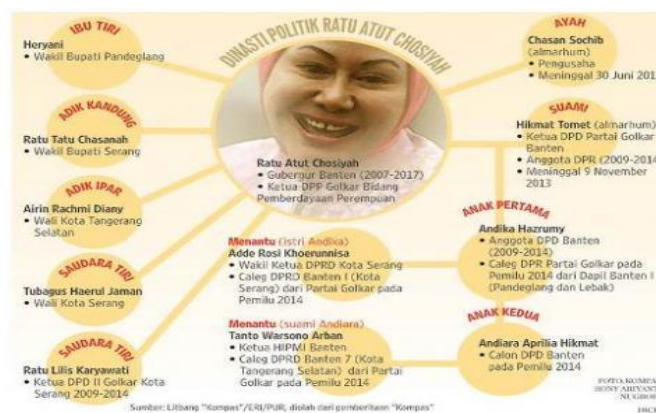 DINASTI POLITIK RATU ATUT CHOSIYAH
IBU TIRI
Heryani
• Wakil Bupati Pandeglang
ADIK KANDUNG
Ratu Tatu Chasanah
• Wakil Bupati Serang
ADIK IPAR
Airin Rachmi Diany
• Wali Kota Tangerang
Selatan
SAUDARA TIRI
Tubagus Haerul Jaman
• Wali Kota Serang
SAUDARA TIRI
Ratu Lilis Karyawati
• Ketua DPD II Golkar Kota
Serang 2009-2014
Ratu Atut Chosiyah
• Gubernur Banten (2007-2017)
• Ketua DPP Golkar Bidang
Pemberdayaan Perempuan
Menantu (istri Andika)
Adde Rosi Khoerunnisa
• Wakil Ketua DPRD Kota Serang
• Caleg DPRD Banten I (Kota
Serang) dari Partai Golkar pada
Pemilu 2014
Menantu (suami Andiara)
Tanto Warsono Arban
• Ketua HIPMI Banten
• Caleg DPRD Banten 7 (Kota
Tangerang Selatan) dari Partai
Golkar pada Pemilu 2014
AYAH
Chasan Sochib
(almarhum)
• Pengusaha
• Meninggal 30 Juni 201
SUAMI
Hikmat Tomet (almarhum)
• Ketua DPD Partai Golkar
Banten
• Anggota DPR (2009-2014
• Meninggal 9 November
2013
ANAK PERTAMA
Andika Hazrumy
• Anggota DPD Banten
(2009-2014)
• Caleg DPR Partai Golkar pada
Pemilu 2014 dari Dapil Banten I
(Pandeglang dan Lebak)
ANAK KEDUA
Andiara Aprilia Hikmat
• Calon DPD Banten
pada Pemilu 2014
Sumber: Litbang "Kompas"/ERI/PUR, diolah dari pemberitaan "Kompas"
FOTO: KOMPA